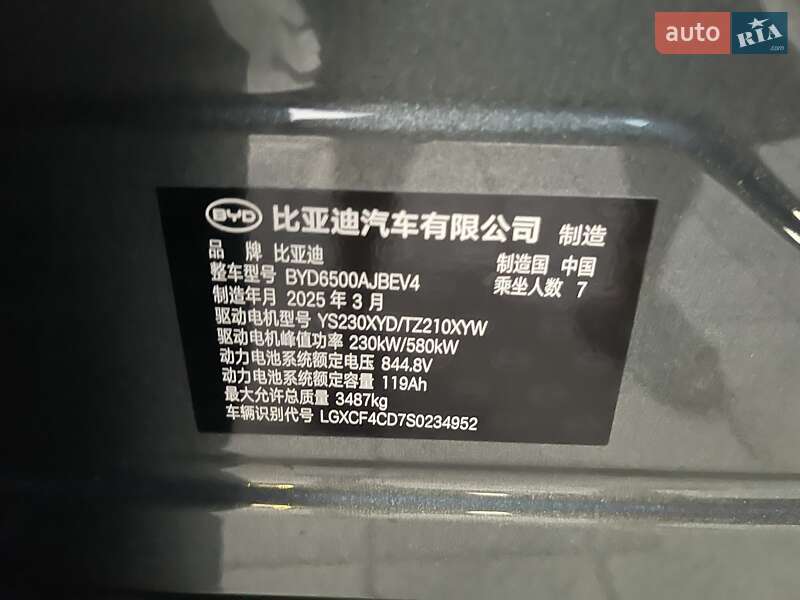 auto RIA .com
BYD 比亚迪汽车有限公司 制造
品 牌 比亚迪 制造国 中国
整车型号 BYD6500AJBEV4 乘坐人数 7
制造年月 2025 年 3 月
驱动电机型号 YS230XYD/TZ210XYW
驱动电机峰值功率 230kW/580kW
动力电池系统额定电压 844.8V
动力电池系统额定容量 119Ah
最大允许总质量 3487kg
车辆识别代号 LGXCF4CD7S0234952